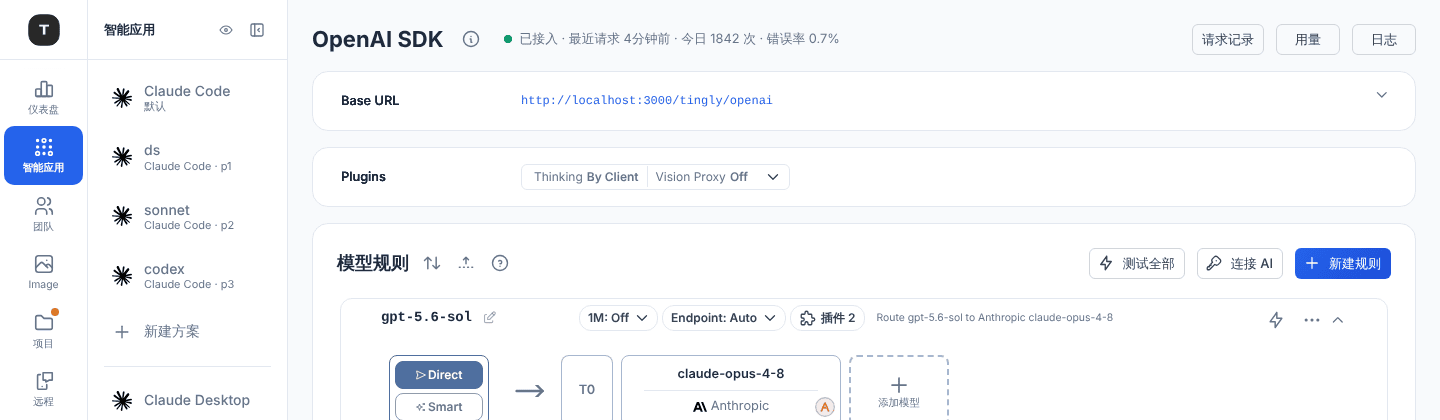 T
仪表盘
智能应用
团队
Image
项目
远程
智能应用
Claude Code
默认
ds
Claude Code · p1
sonnet
Claude Code · p2
codex
Claude Code · p3
新建方案
Claude Desktop
OpenAI SDK
已接入 · 最近请求 4分钟前 · 今日 1842 次 · 错误率 0.7%
请求记录
用量
日志
Base URL
http://localhost:3000/tingly/openai
Plugins
Thinking By Client
Vision Proxy Off
模型规则
测试全部
连接 AI
新建规则
gpt-5.6-sol
1M: Off
Endpoint: Auto
插件 2
Route gpt-5.6-sol to Anthropic claude-opus-4-8
Direct
Smart
T0
claude-opus-4-8
Anthropic
A
添加模型